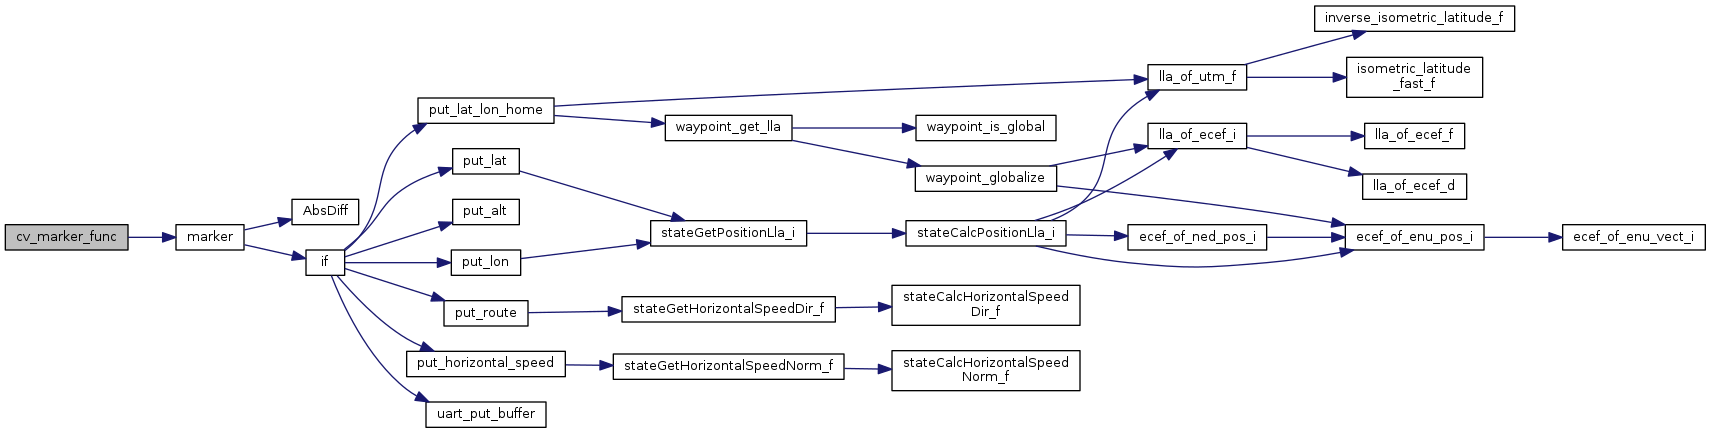 cv_marker_func
marker
AbsDiff
if
put_lat_lon_home
put_lat
put_alt
put_lon
put_route
put_horizontal_speed
uart_put_buffer
waypoint_get_lla
stateGetPositionLla_i
stateGetHorizontalSpeedDir_f
stateGetHorizontalSpeedNorm_f
waypoint_is_global
waypoint_globalize
stateCalcPositionLla_i
stateCalcHorizontalSpeed
Dir_f
stateCalcHorizontalSpeed
Norm_f
lla_of_utm_f
lla_of_ecef_i
ecef_of_ned_pos_i
inverse_isometric_latitude_f
isometric_latitude
_fast_f
lla_of_ecef_f
lla_of_ecef_d
ecef_of_enu_pos_i
ecef_of_enu_vect_i